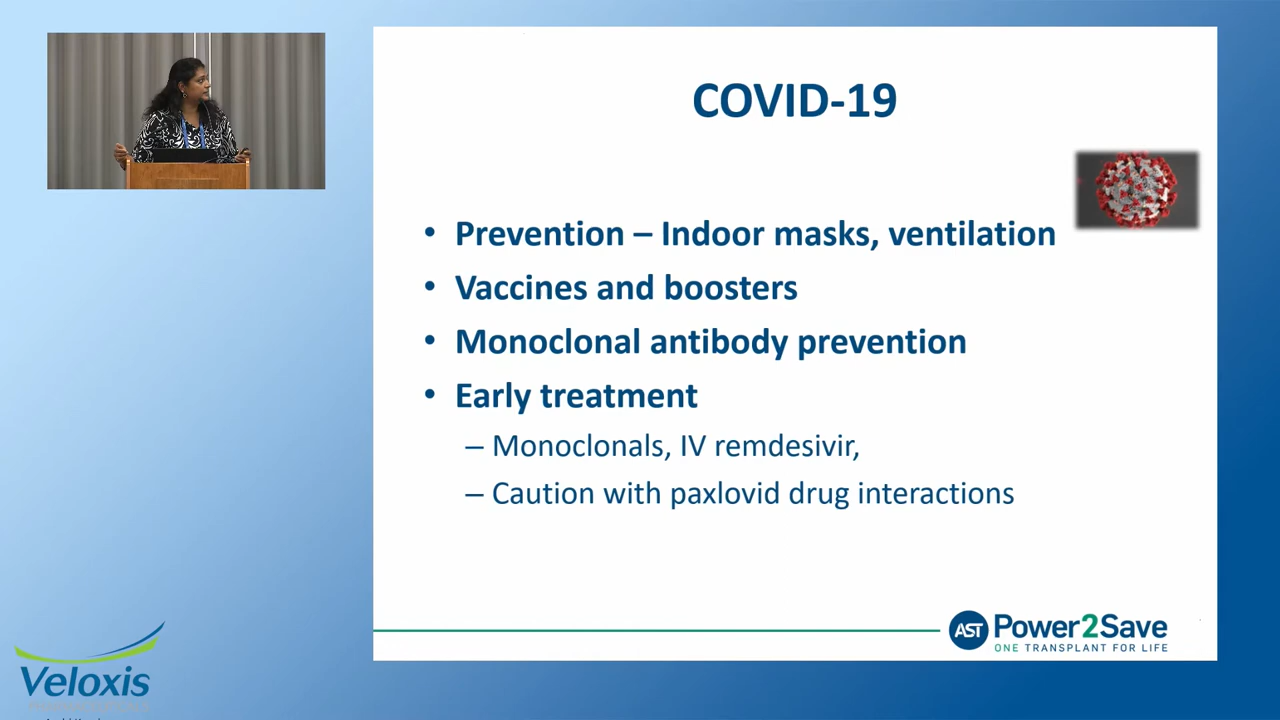 COVID-19
• Prevention – Indoor masks, ventilation
• Vaccines and boosters
• Monoclonal antibody prevention
• Early treatment
– Monoclonals, IV remdesivir,
– Caution with paxlovid drug interactions
AST Power2Save
ONE TRANSPLANT FOR LIFE
Veloxis
PHARMACEUTICALS